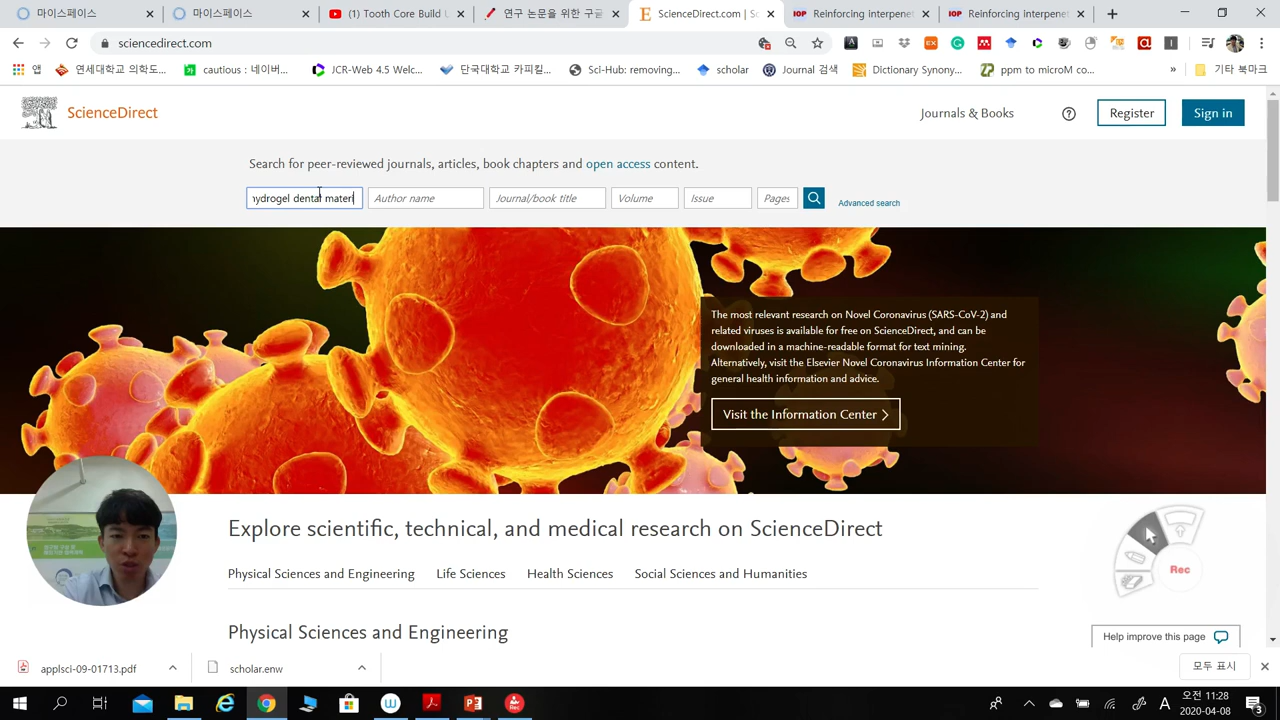 마이스페이스
마이스페이스
(1) Tooth Core Build U
연구 논문을 위한 구글
ScienceDirect.com |
Reinforcing interpenet
Reinforcing interpenet
sciencedirect.com
앱
연세대학교 의학도...
cautious : 네이버...
JCR-Web 4.5 Welc...
단국대학교 카피킬...
Sci-Hub: removing...
scholar
Journal 검색
Dictionary Synony...
ppm to microM co...
»
기타 북마크
ScienceDirect
Journals & Books
Register
Sign in
Search for peer-reviewed journals, articles, book chapters and open access content.
hydrogel dental materi
Author name
Journal/book title
Volume
Issue
Pages
Advanced search
The most relevant research on Novel Coronavirus (SARS-CoV-2) and
related viruses is available for free on ScienceDirect, and can be
downloaded in a machine-readable format for text mining.
Alternatively, visit the Elsevier Novel Coronavirus Information Center for
general health information and advice.
Visit the Information Center
Explore scientific, technical, and medical research on ScienceDirect
Physical Sciences and Engineering
Life Sciences
Health Sciences
Social Sciences and Humanities
Rec
Physical Sciences and Engineering
Help improve this page
applsci-09-01713.pdf
scholar.enw
모두 표시
A
오전 11:28
2020-04-08
3